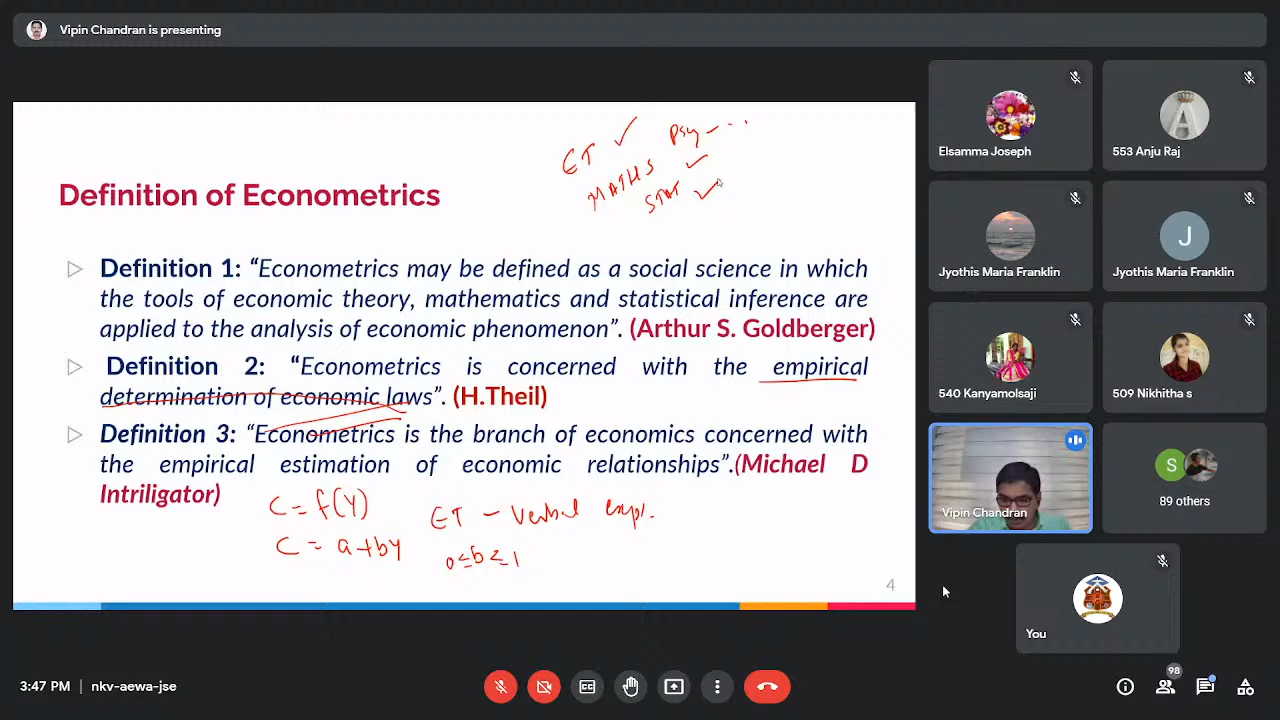 Vipin Chandran is presenting
ET ✓ Psy - ...
MATHS ✓
STAT ✓
Definition of Econometrics
Definition 1: “Econometrics may be defined as a social science in which
the tools of economic theory, mathematics and statistical inference are
applied to the analysis of economic phenomenon”. (Arthur S. Goldberger)
Definition 2: “Econometrics is concerned with the empirical
determination of economic laws”. (H.Theil)
Definition 3: “Econometrics is the branch of economics concerned with
the empirical estimation of economic relationships”.(Michael D
Intriligator)
C = f(Y)
ET - Verbal expr.
C = a+by
0≤b≤1
4
Elsamma Joseph
553 Anju Raj
Jyothis Maria Franklin
J
Jyothis Maria Franklin
540 Kanyamolsaji
509 Nikhitha s
Vipin Chandran
S
89 others
You
3:47 PM | nkv-aewa-jse
98